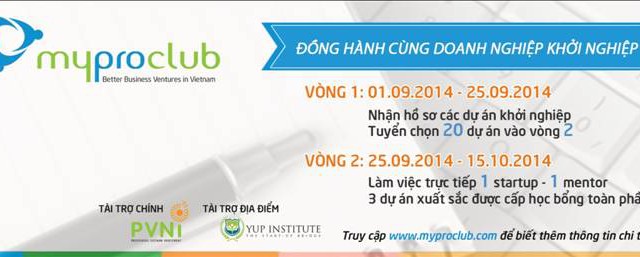 myproclub
Better Business Ventures in Vietnam
ĐỒNG HÀNH CÙNG DOANH NGHIỆP KHỞI NGHIỆP
VÒNG 1: 01.09.2014 - 25.09.2014
Nhận hồ sơ các dự án khởi nghiệp
Tuyển chọn 20 dự án vào vòng 2
VÒNG 2: 25.09.2014 - 15.10.2014
Làm việc trực tiếp 1 startup - 1 mentor
3 dự án xuất sắc được cấp học bổng toàn phầ
TÀI TRỢ CHÍNH
PVNI
TÀI TRỢ ĐỊA ĐIỂM
YUP INSTITUTE
Truy cập www.myproclub.com để biết thêm thông tin chi t